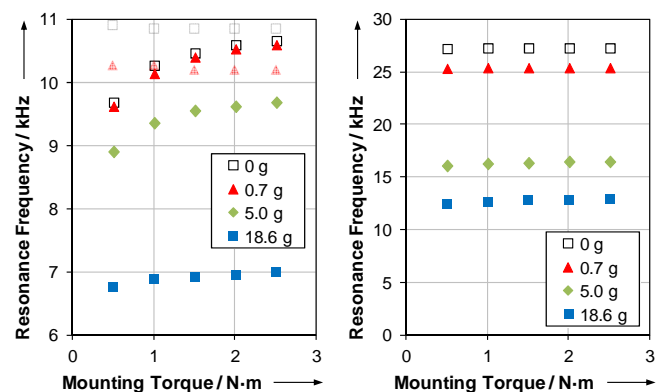 Resonance Frequency / kHz
11
10
9
8
7
6
0 g
0.7 g
5.0 g
18.6 g
0 1 2 3
Mounting Torque / N·m
Resonance Frequency / kHz
30
25
20
15
10
5
0
0 g
0.7 g
5.0 g
18.6 g
0 1 2 3
Mounting Torque / N·m